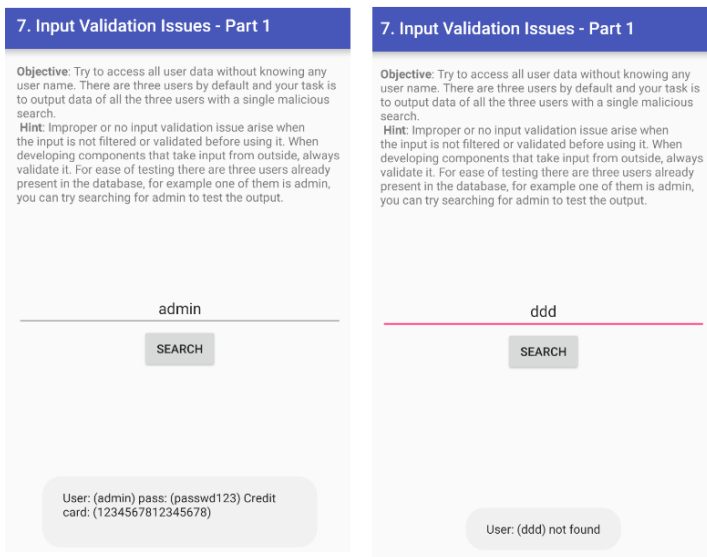 7. Input Validation Issues - Part 1
Objective: Try to access all user data without knowing any
user name. There are three users by default and your task is
to output data of all the three users with a single malicious
search.
Hint: Improper or no input validation issue arise when
the input is not filtered or validated before using it. When
developing components that take input from outside, always
validate it. For ease of testing there are three users already
present in the database, for example one of them is admin,
you can try searching for admin to test the output.
admin
SEARCH
User: (admin) pass: (passwd123) Credit
card: (1234567812345678)
7. Input Validation Issues - Part 1
Objective: Try to access all user data without knowing any
user name. There are three users by default and your task is
to output data of all the three users with a single malicious
search.
Hint: Improper or no input validation issue arise when
the input is not filtered or validated before using it. When
developing components that take input from outside, always
validate it. For ease of testing there are three users already
present in the database, for example one of them is admin,
you can try searching for admin to test the output.
ddd
SEARCH
User: (ddd) not found